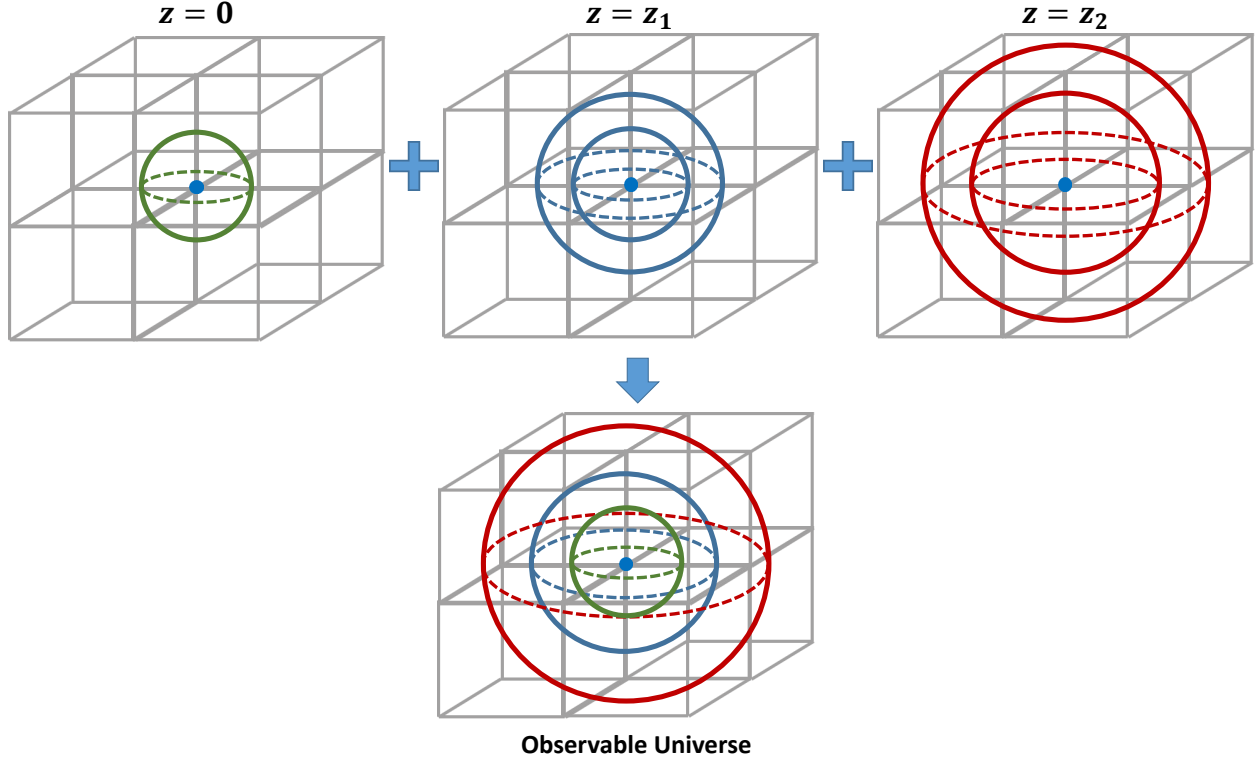 z = 0
z = z₁
z = z₂
Observable Universe